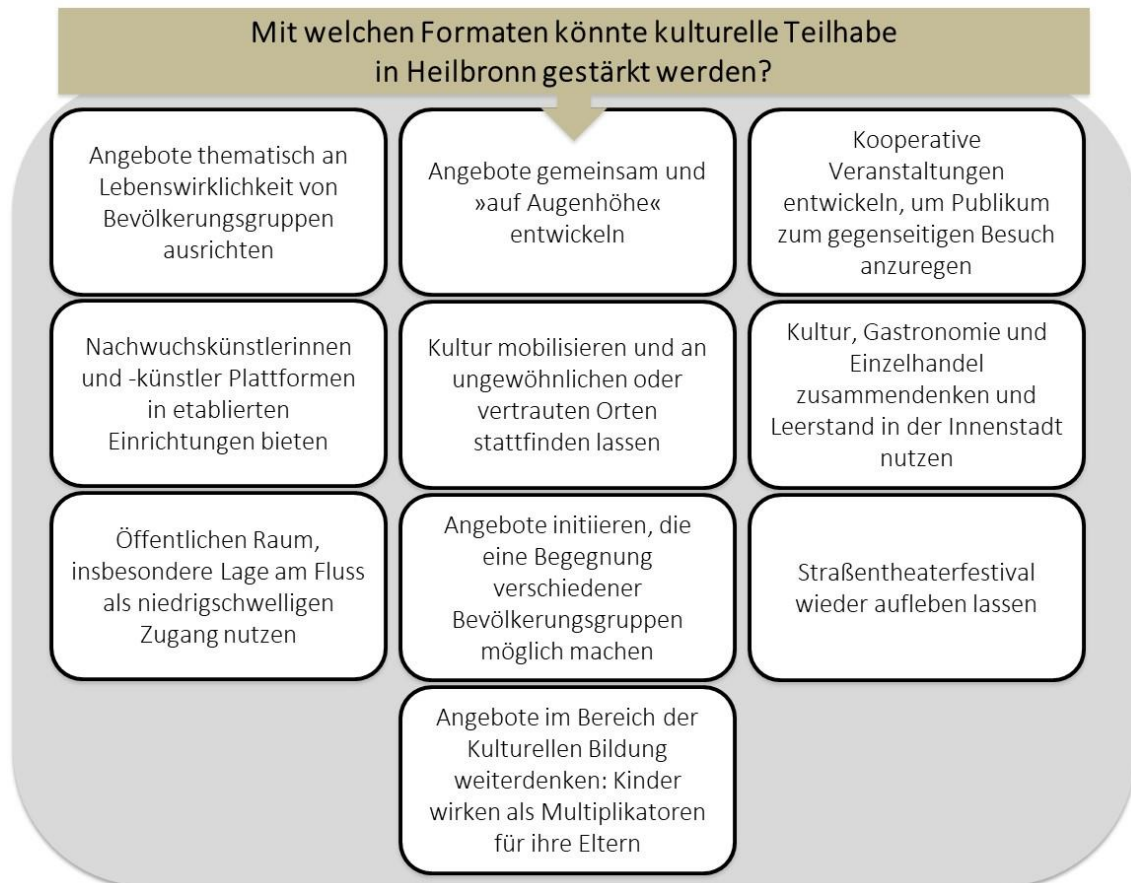 Mit welchen Formaten könnte kulturelle Teilhabe
in Heilbronn gestärkt werden?
Angebote thematisch an
Lebenswirklichkeit von
Bevölkerungsgruppen
ausrichten
Angebote gemeinsam und
»auf Augenhöhe«
entwickeln
Kooperative
Veranstaltungen
entwickeln, um Publikum
zum gegenseitigen Besuch
anzuregen
Nachwuchskünstlerinnen
und -künstler Plattformen
in etablierten
Einrichtungen bieten
Kultur mobilisieren und an
ungewöhnlichen oder
vertrauten Orten
stattfinden lassen
Kultur, Gastronomie und
Einzelhandel
zusammendenken und
Leerstand in der Innenstadt
nutzen
Öffentlichen Raum,
insbesondere Lage am Fluss
als niedrigschwelligen
Zugang nutzen
Angebote initiieren, die
eine Begegnung
verschiedener
Bevölkerungsgruppen
möglich machen
Straßentheaterfestival
wieder aufleben lassen
Angebote im Bereich der
Kulturellen Bildung
weiterdenken: Kinder
wirken als Multiplikatoren
für ihre Eltern